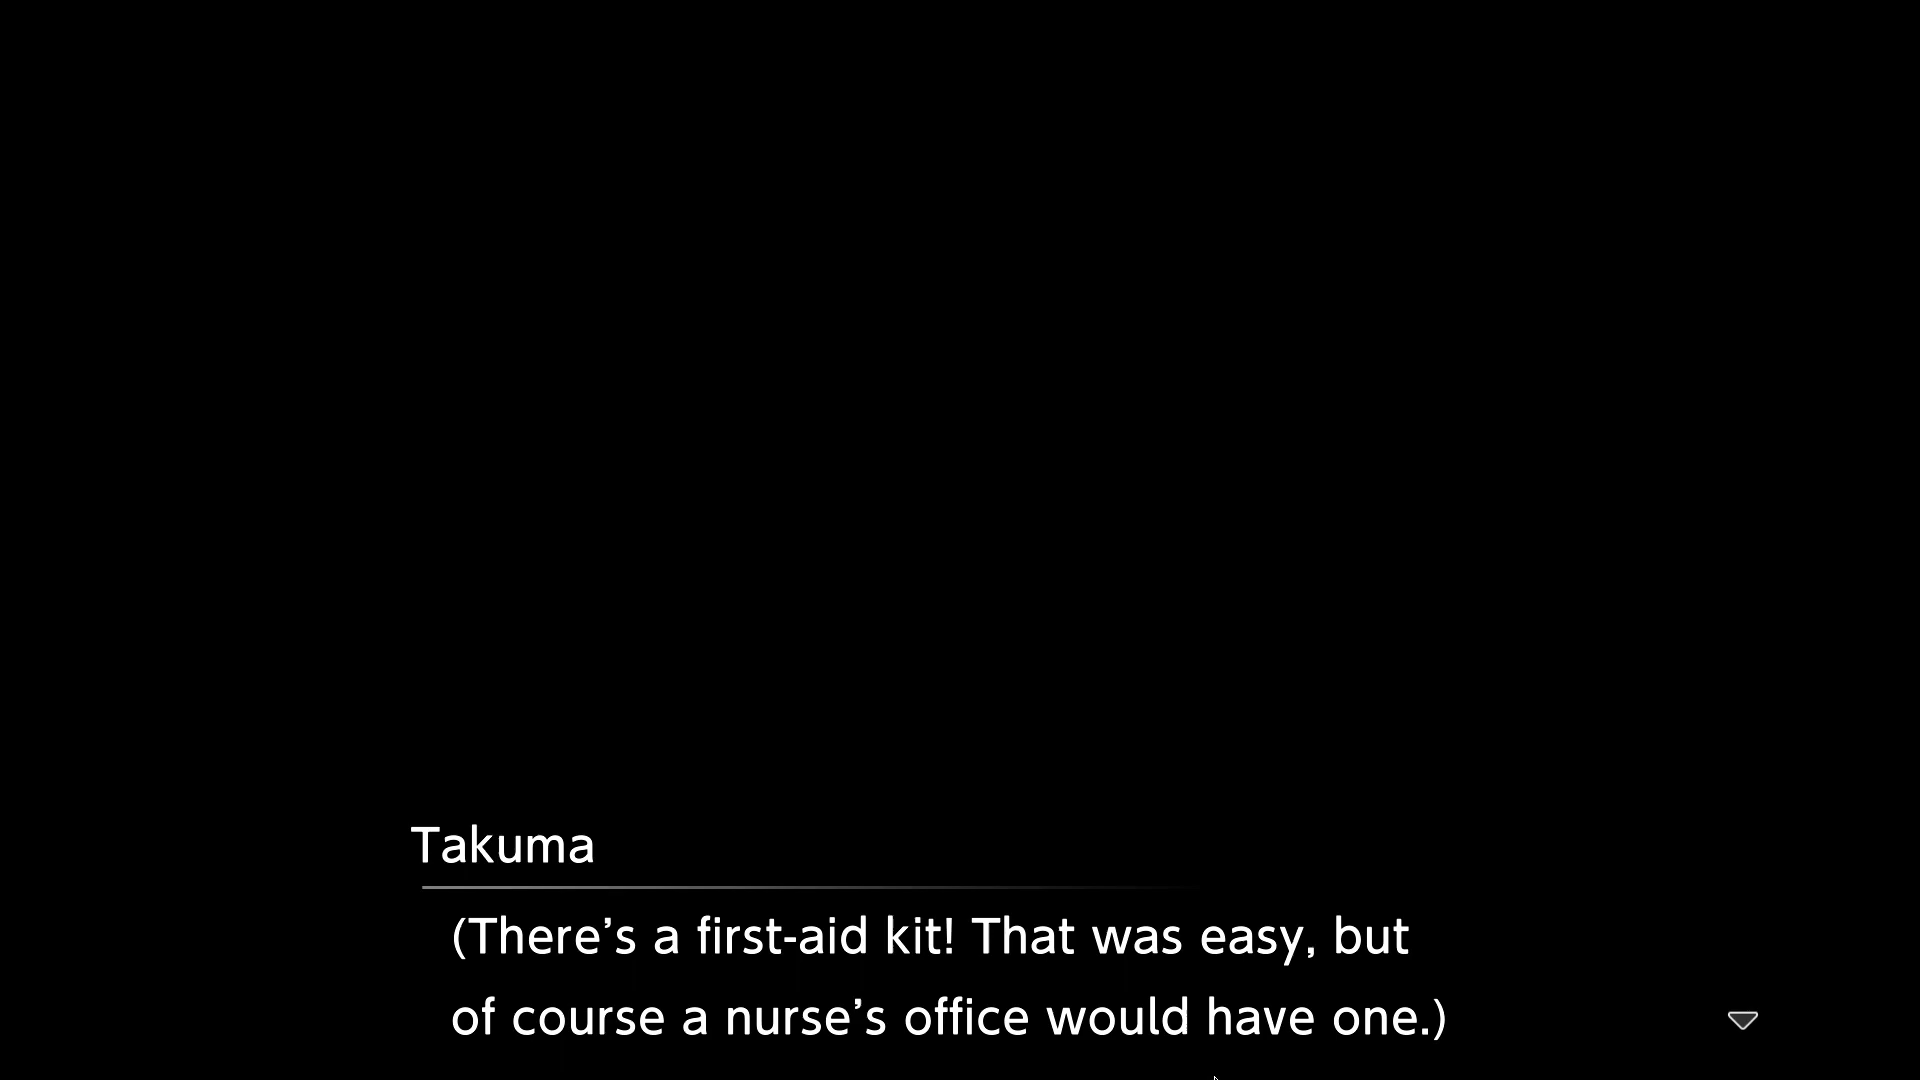 Takuma
(There’s a first-aid kit! That was easy, but
of course a nurse’s office would have one.)